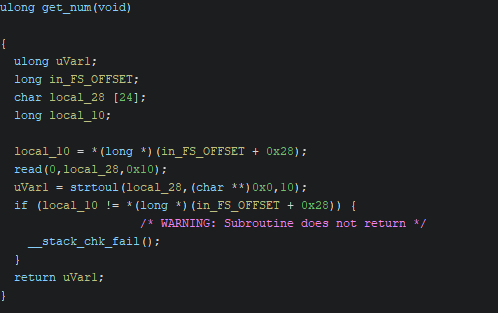 ulong get_num(void)
{
ulong uVar1;
long in_FS_OFFSET;
char local_28 [24];
long local_10;
local_10 = *(long *)(in_FS_OFFSET + 0x28);
read(0,local_28,0x10);
uVar1 = strtoul(local_28,(char **)0x0,10);
if (local_10 != *(long *)(in_FS_OFFSET + 0x28)) {
/* WARNING: Subroutine does not return */
__stack_chk_fail();
}
return uVar1;
}